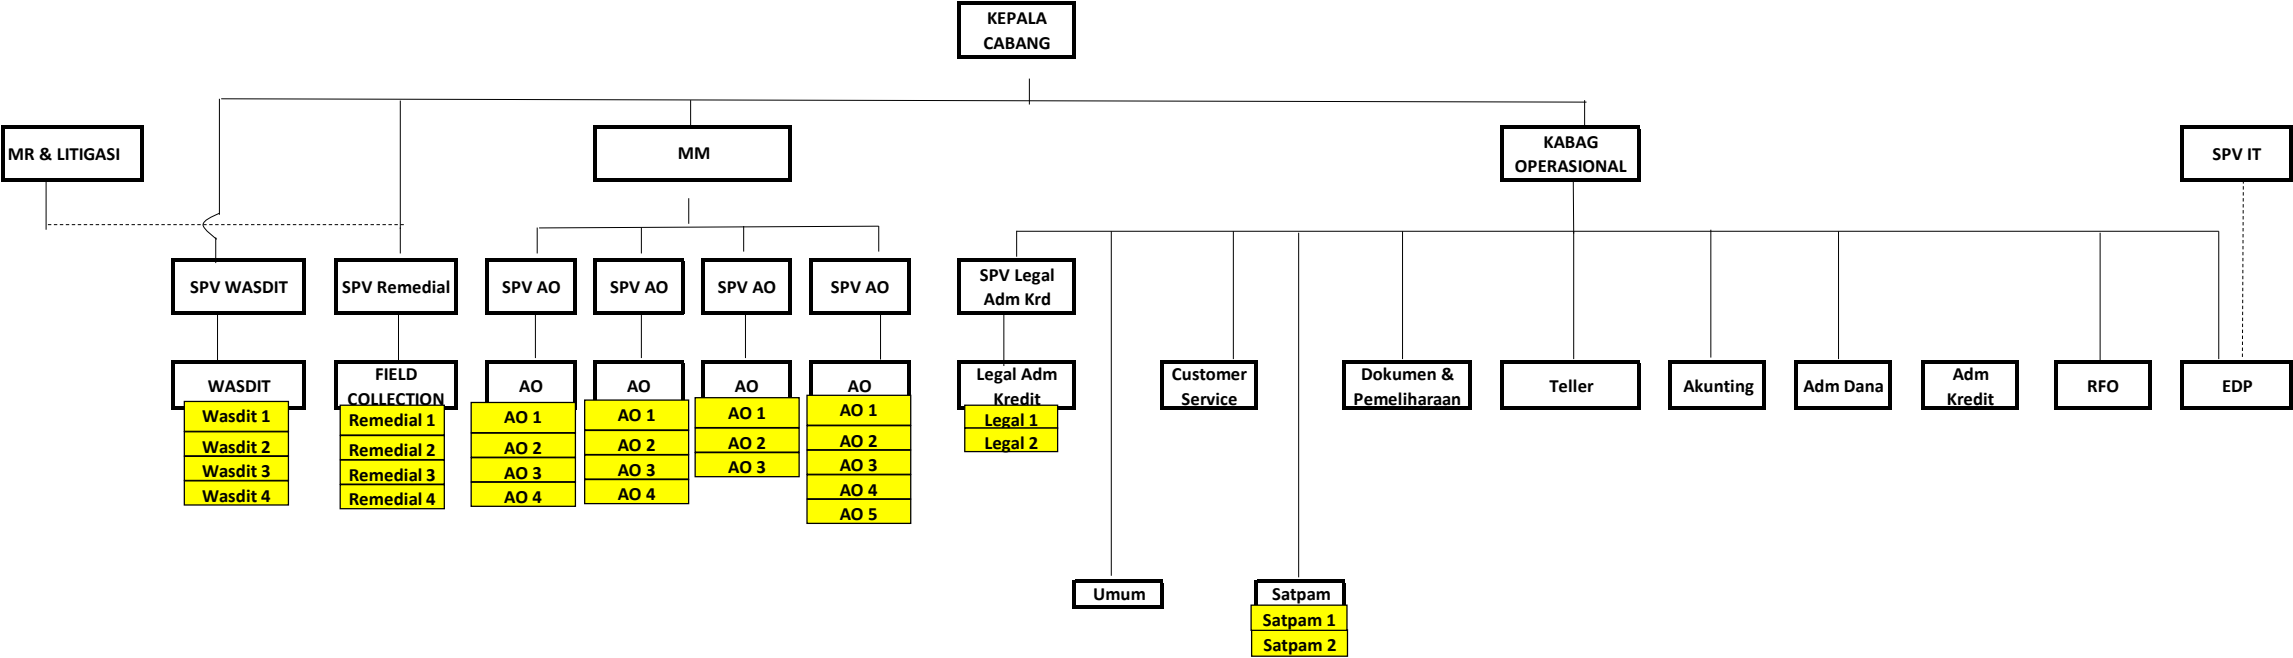 KEPALA
CABANG
MR & LITIGASI
MM
KABAG
OPERASIONAL
SPV IT
SPV WASDIT
SPV Remedial
SPV AO
SPV AO
SPV AO
SPV AO
SPV Legal
Adm Krd
WASDIT
Wasdit 1
Wasdit 2
Wasdit 3
Wasdit 4
FIELD
COLLECTION
Remedial 1
Remedial 2
Remedial 3
Remedial 4
AO
AO 1
AO 2
AO 3
AO 4
AO
AO 1
AO 2
AO 3
AO 4
AO
AO 1
AO 2
AO 3
AO
AO 1
AO 2
AO 3
AO 4
AO 5
Legal Adm
Kredit
Legal 1
Legal 2
Customer
Service
Dokumen &
Pemeliharaan
Teller
Akunting
Adm Dana
Adm
Kredit
RFO
EDP
Umum
Satpam
Satpam 1
Satpam 2